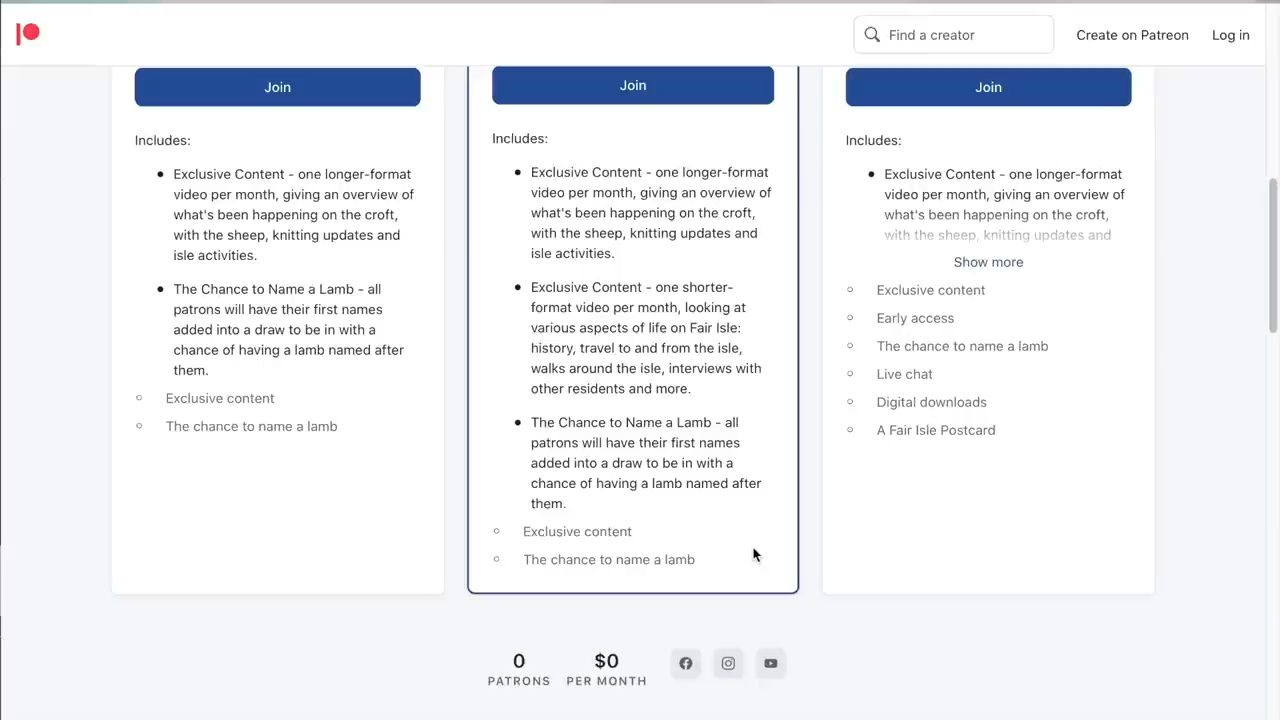 Find a creator
Create on Patreon
Log in
Join
Includes:
Exclusive Content - one longer-format
video per month, giving an overview of
what's been happening on the croft,
with the sheep, knitting updates and
isle activities.
The Chance to Name a Lamb - all
patrons will have their first names
added into a draw to be in with a
chance of having a lamb named after
them.
Exclusive content
The chance to name a lamb
Join
Includes:
Exclusive Content - one longer-format
video per month, giving an overview of
what's been happening on the croft,
with the sheep, knitting updates and
isle activities.
Exclusive Content - one shorter-
format video per month, looking at
various aspects of life on Fair Isle:
history, travel to and from the isle,
walks around the isle, interviews with
other residents and more.
The Chance to Name a Lamb - all
patrons will have their first names
added into a draw to be in with a
chance of having a lamb named after
them.
Exclusive content
The chance to name a lamb
Join
Includes:
Exclusive Content - one longer-format
video per month, giving an overview of
what's been happening on the croft,
with the sheep, knitting updates and
Show more
Exclusive content
Early access
The chance to name a lamb
Live chat
Digital downloads
A Fair Isle Postcard
0
PATRONS
$0
PER MONTH